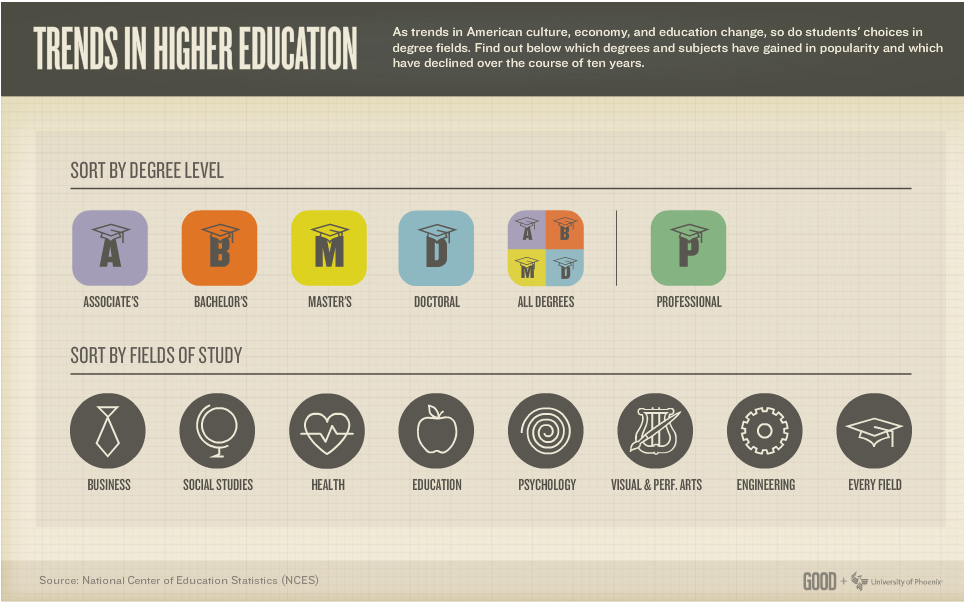 TRENDS IN HIGHER EDUCATION
As trends in American culture, economy, and education change, so do students' choices in
degree fields. Find out below which degrees and subjects have gained in popularity and which
have declined over the course of ten years.
SORT BY DEGREE LEVEL
A B M D A B P
M D
ASSOCIATE'S BACHELOR'S MASTER'S DOCTORAL ALL DEGREES PROFESSIONAL
SORT BY FIELDS OF STUDY
BUSINESS SOCIAL STUDIES HEALTH EDUCATION PSYCHOLOGY VISUAL & PERF. ARTS ENGINEERING EVERY FIELD
Source: National Center of Education Statistics (NCES)
GOOD + University of Phoenix